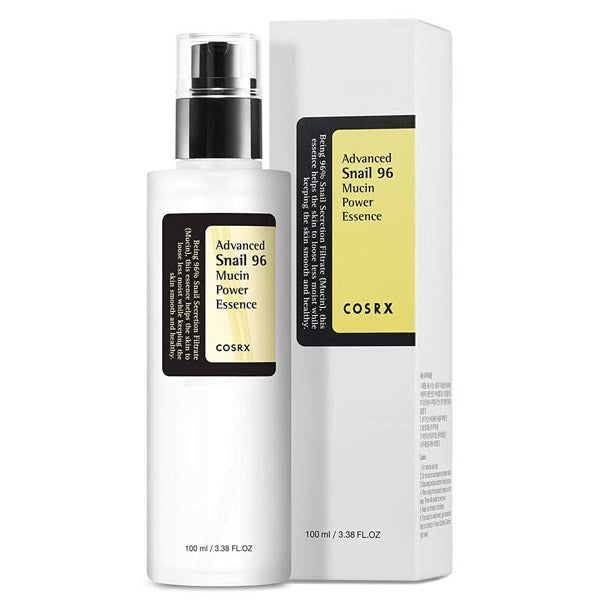 Advanced
Snail 96
Mucin
Power
Essence
COSRX
Being 96% Snail Secretion Filtrate
(Mucin), this essence helps the skin to
loose less moist while keeping the
skin smooth and healthy.
100 ml / 3.38 FL.OZ
Advanced
Snail 96
Mucin
Power
Essence
COSRX
Being 96% Snail Secretion Filtrate (Mucin), this
essence helps the skin to loose less moist while
keeping the skin smooth and healthy.
100 ml / 3.38 FL.OZ